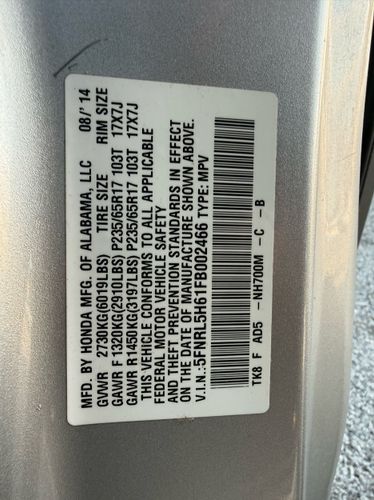 MFD. BY HONDA MFG. OF ALABAMA, LLC 08/'14
GVWR 2730KG(6019LBS) TIRE SIZE RIM SIZE
GAWR F 1320KG(2910LBS) P235/65R17 103T 17X7J
GAWR R 1450KG(3197LBS) P235/65R17 103T 17X7J
THIS VEHICLE CONFORMS TO ALL APPLICABLE
FEDERAL MOTOR VEHICLE SAFETY
AND THEFT PREVENTION STANDARDS IN EFFECT
ON THE DATE OF MANUFACTURE SHOWN ABOVE.
V.I.N.:5FNRL5H61FB002466 TYPE: MPV
TK8 F AD5 -NH700M -C -B